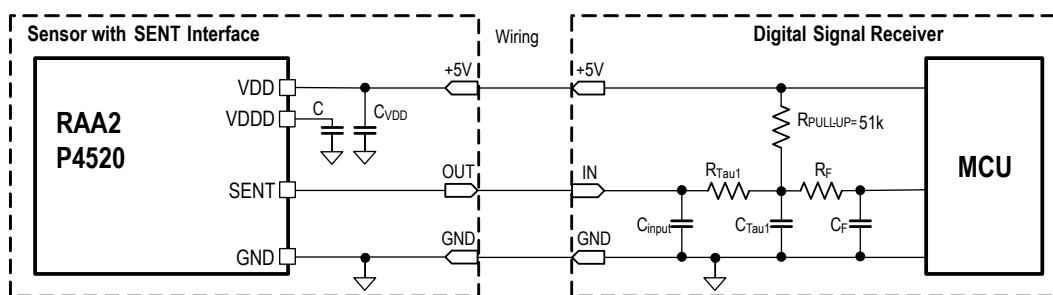 Sensor with SENT Interface
Wiring
Digital Signal Receiver
RAA2
P4520
VDD
VDDD
SENT
GND
C
CVDD
+5V
OUT
GND
+5V
IN
GND
RPULL-UP= 51k
RTau1
RF
Cinput
CTau1
CF
MCU